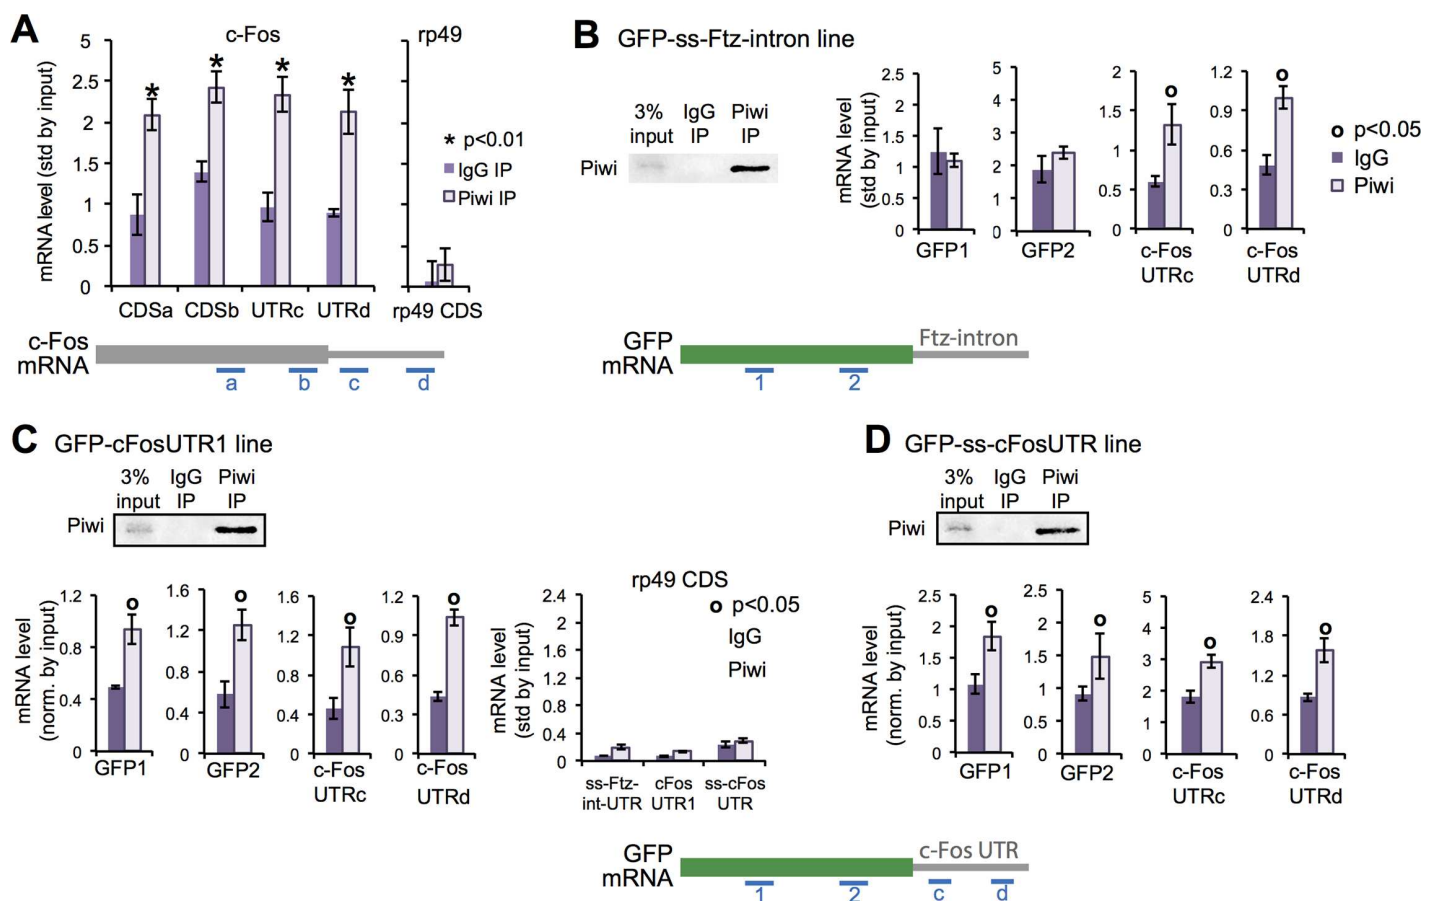 A
c-Fos
rp49
mRNA level (std by input)
5
2.5
2
1.5
1
0.5
0
* * * *
* p<0.01
IgG IP
Piwi IP
CDSa CDSb UTRc UTRd
rp49 CDS
c-Fos
mRNA
a b c d
B GFP-ss-Ftz-intron line
3% input IgG IP Piwi IP
Piwi
mRNA level
(std by input)
2.5
2
1.5
1
0.5
0
GFP1
5
4
3
2
1
0
GFP2
2
1.5
1
0.5
0
o
c-Fos
UTRc
1.2
0.9
0.6
0.3
0
o
c-Fos
UTRd
o p<0.05
IgG
Piwi
GFP
mRNA
Ftz-intron
1 2
C GFP-cFosUTR1 line
3% input IgG IP Piwi IP
Piwi
mRNA level
(norm. by input)
1.2
0.8
0.4
0
o
GFP1
1.6
1.2
0.8
0.4
0
o
GFP2
1.6
1.2
0.8
0.4
0
o
c-Fos
UTRc
1.2
0.9
0.6
0.3
0
o
c-Fos
UTRd
rp49 CDS
o p<0.05
IgG
Piwi
mRNA level
(std by input)
2.4
2
1.6
1.2
0.8
0.4
0
ss-Ftz-
int-UTR
cFos
UTR1
ss-cFos
UTR
D GFP-ss-cFosUTR line
3% input IgG IP Piwi IP
Piwi
mRNA level
(norm. by input)
2.5
2
1.5
1
0.5
0
o
GFP1
2.5
2
1.5
1
0.5
0
o
GFP2
5
4
3
2
1
0
o
c-Fos
UTRc
2.4
1.8
1.2
0.6
0
o
c-Fos
UTRd
GFP
mRNA
c-Fos UTR
1 2 c d